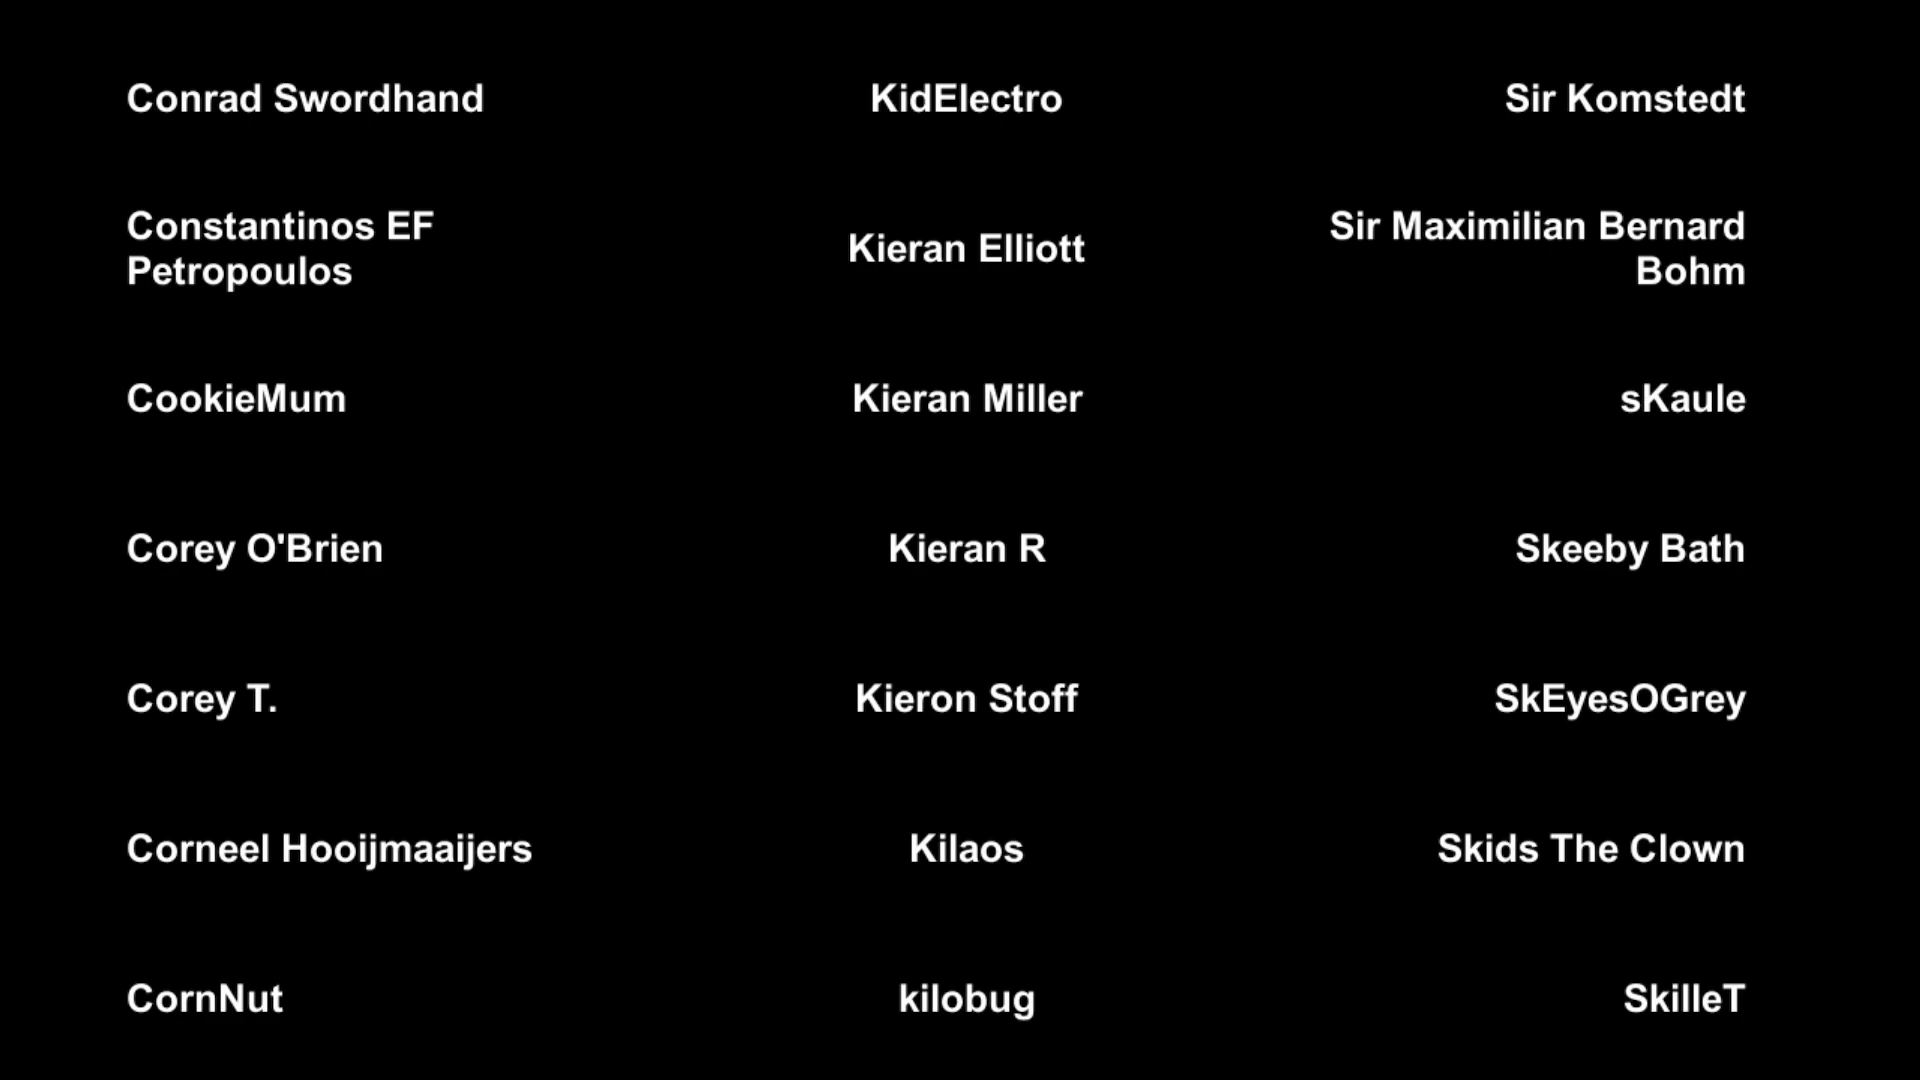 Conrad Swordhand
KidElectro
Sir Komstedt
Constantinos EF
Petropoulos
Kieran Elliott
Sir Maximilian Bernard
Bohm
CookieMum
Kieran Miller
sKaule
Corey O'Brien
Kieran R
Skeeby Bath
Corey T.
Kieron Stoff
SkEyesOGrey
Corneel Hooijmaaijers
Kilaos
Skids The Clown
CornNut
kilobug
SkilleT